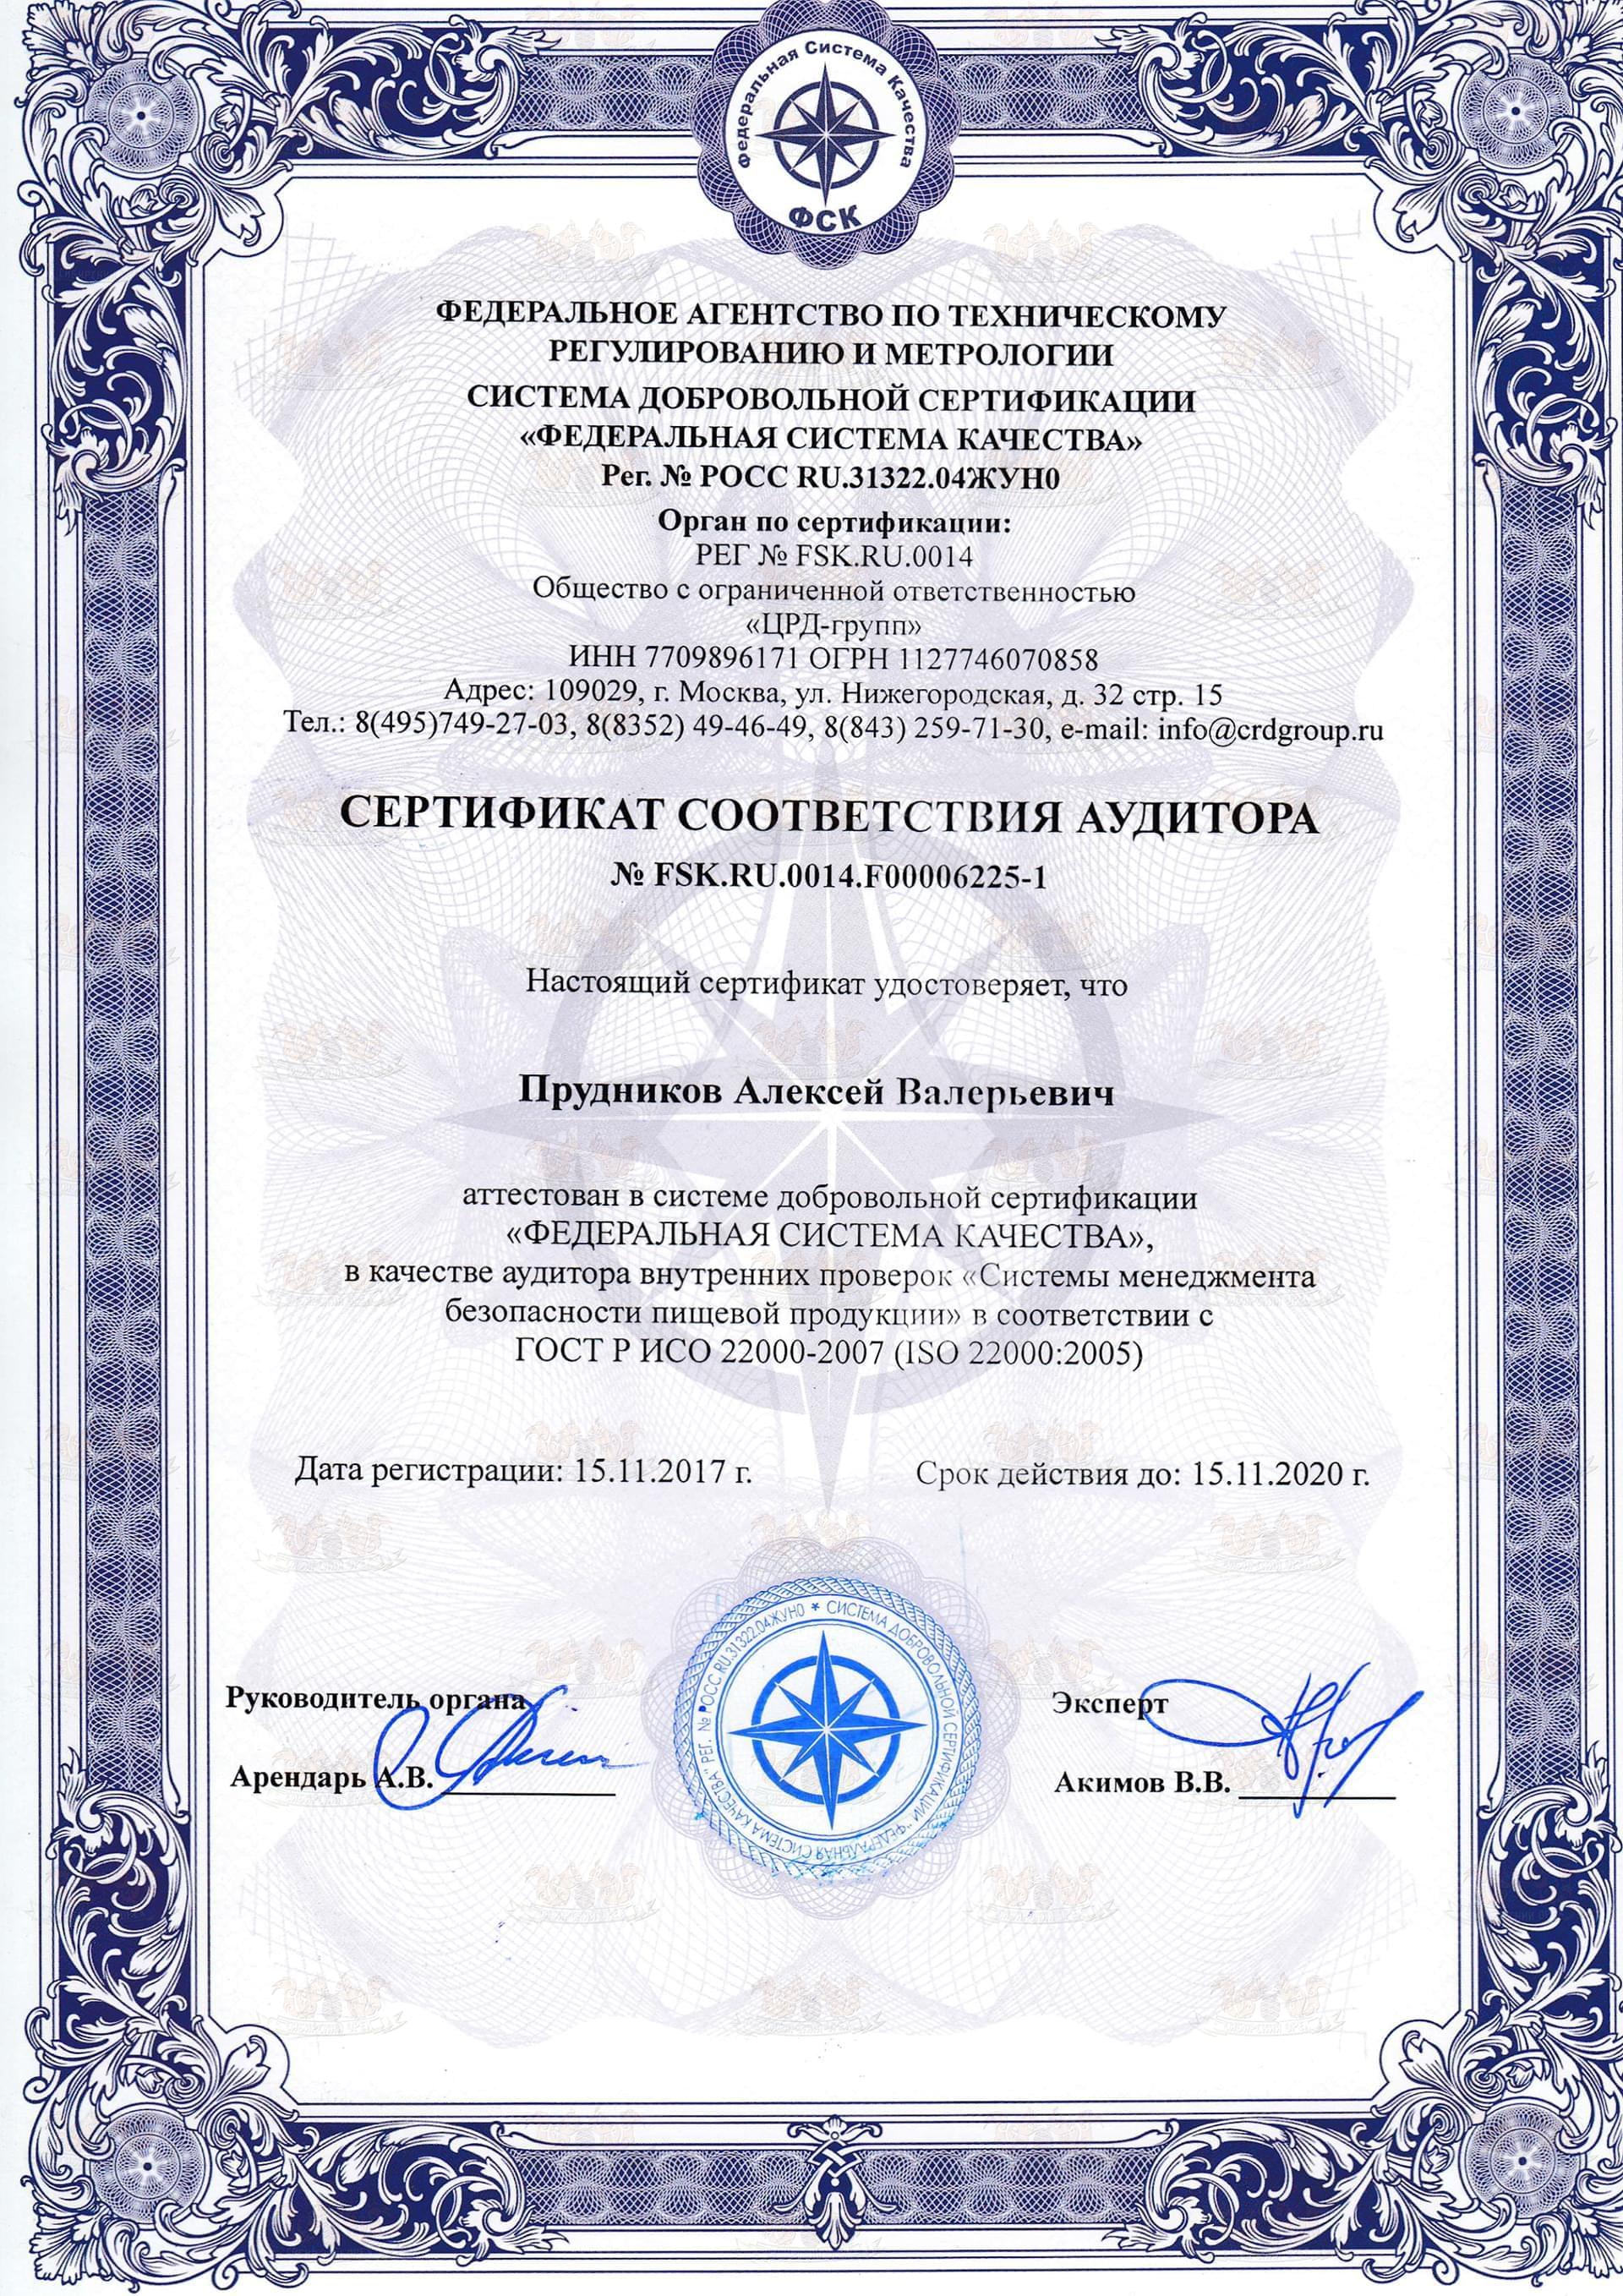 Федеральная Система Качества
ФСК
ФЕДЕРАЛЬНОЕ АГЕНТСТВО ПО ТЕХНИЧЕСКОМУ
РЕГУЛИРОВАНИЮ И МЕТРОЛОГИИ
СИСТЕМА ДОБРОВОЛЬНОЙ СЕРТИФИКАЦИИ
«ФЕДЕРАЛЬНАЯ СИСТЕМА КАЧЕСТВА»
Рег. № РОСС RU.31322.04ЖУН0
Орган по сертификации:
РЕГ № FSK.RU.0014
Общество с ограниченной ответственностью
«ЦРД-групп»
ИНН 7709896171 ОГРН 1127746070858
Адрес: 109029, г. Москва, ул. Нижегородская, д. 32 стр. 15
Тел.: 8(495)749-27-03, 8(8352) 49-46-49, 8(843) 259-71-30, e-mail: info@crdgroup.ru
СЕРТИФИКАТ СООТВЕТСТВИЯ АУДИТОРА
№ FSK.RU.0014.F00006225-1
Настоящий сертификат удостоверяет, что
Прудников Алексей Валерьевич
аттестован в системе добровольной сертификации
«ФЕДЕРАЛЬНАЯ СИСТЕМА КАЧЕСТВА»,
в качестве аудитора внутренних проверок «Системы менеджмента
безопасности пищевой продукции» в соответствии с
ГОСТ Р ИСО 22000-2007 (ISO 22000:2005)
Дата регистрации: 15.11.2017 г.
Срок действия до: 15.11.2020 г.
СИСТЕМА ДОБРОВОЛЬНОЙ СЕРТИФИКАЦИИ "ФЕДЕРАЛЬНАЯ СИСТЕМА КАЧЕСТВА" РЕГ. № РОСС RU.31322.04ЖУН0 *
Руководитель органа
Арендарь А.В.
Эксперт
Акимов В.В.